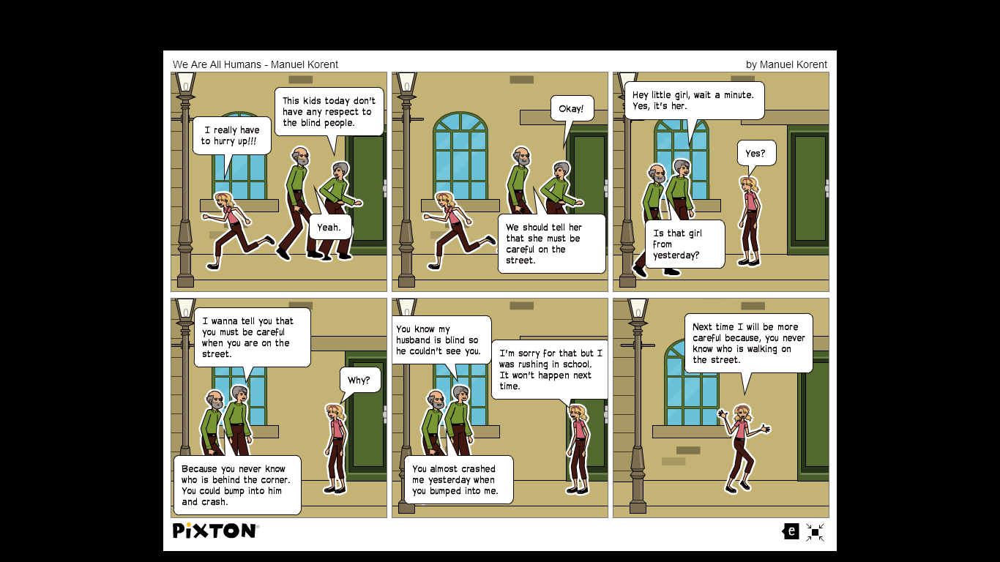 We Are All Humans - Manuel Korent
by Manuel Korent
I really have
to hurry up!!!
This kids today don't
have any respect to
the blind people.
Yeah.
Okay!
We should tell her
that she must be
careful on the
street.
Hey little girl, wait a minute.
Yes, it's her.
Yes?
Is that girl
from
yesterday?
I wanna tell you that
you must be careful
when you are on the
street.
Why?
Because you never know
who is behind the corner.
You could bump into him
and crash.
You know my
husband is blind so
he couldn't see you.
I'm sorry for that but I
was rushing in school.
It won't happen next
time.
You almost crashed
me yesterday when
you bumped into me.
Next time I will be more
careful because, you never
know who is walking on
the street.
PiXTON®
e